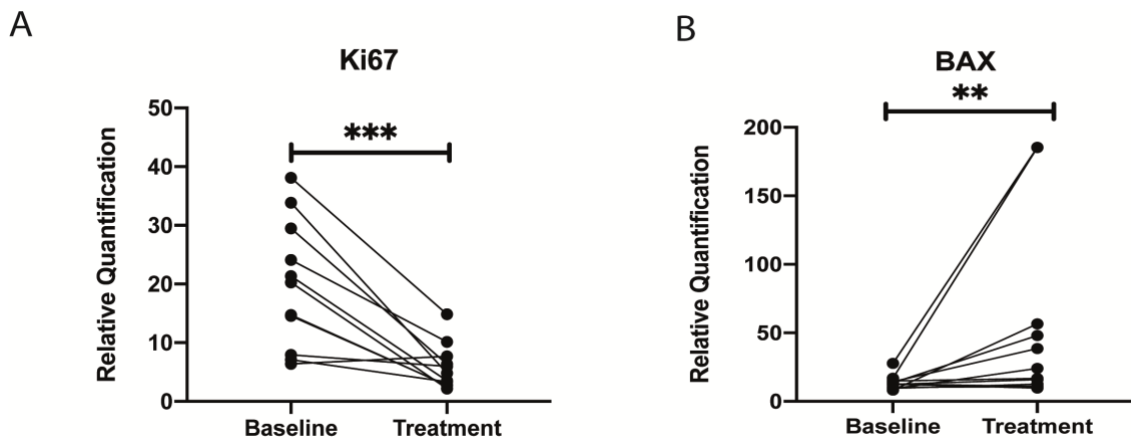 A
Ki67
***
Relative Quantification
50
40
30
20
10
0
Baseline Treatment
B
BAX
**
Relative Quantification
200
150
100
50
0
Baseline Treatment